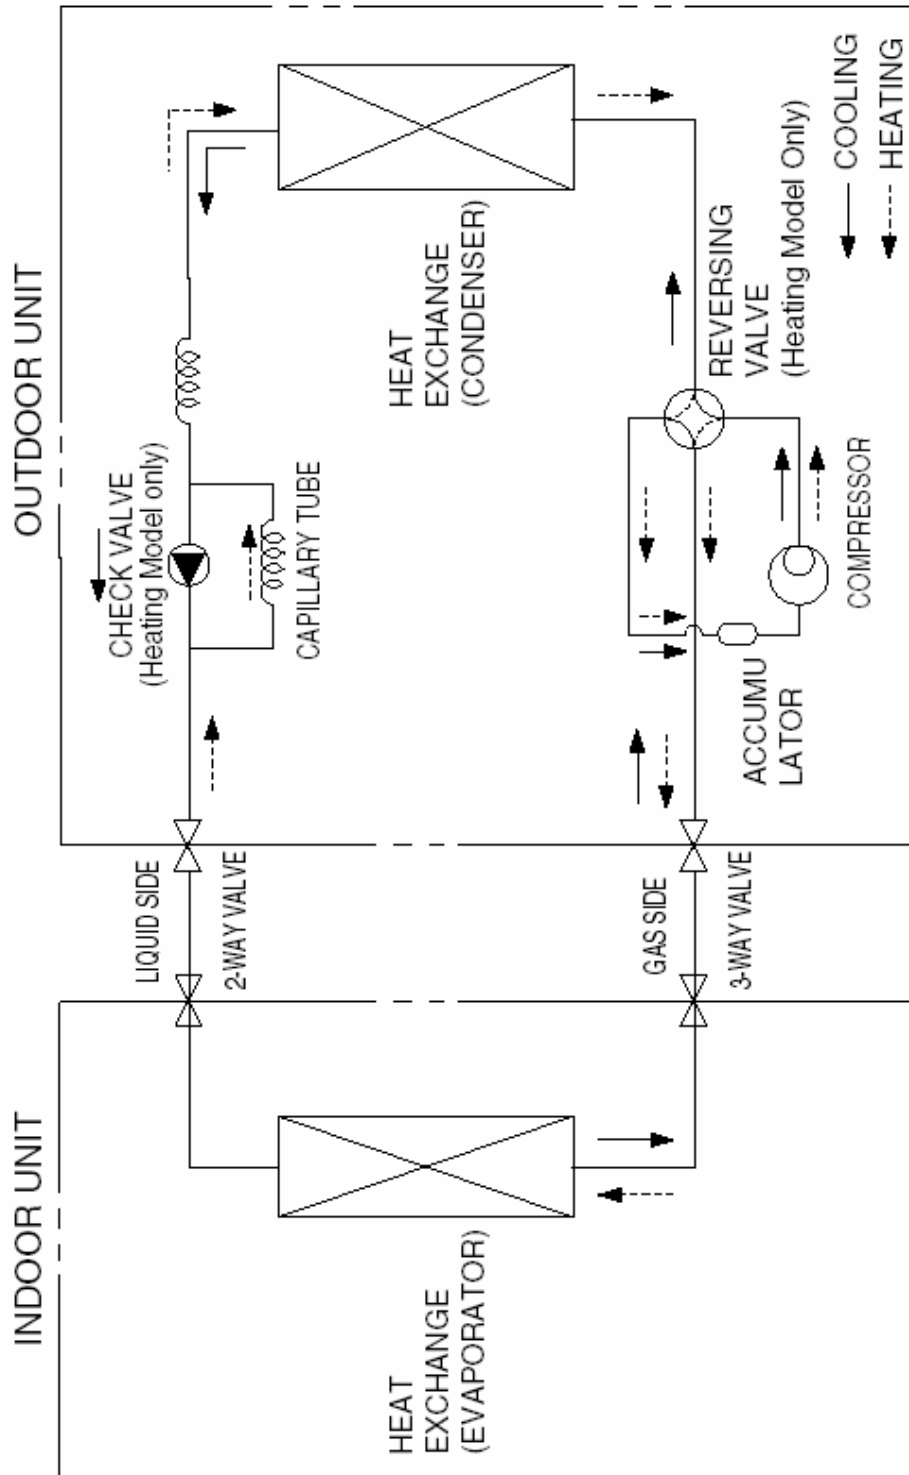 INDOOR UNIT
OUTDOOR UNIT
LIQUID SIDE
2-WAY VALVE
CHECK VALVE
(Heating Model only)
CAPILLARY TUBE
HEAT
EXCHANGE
(EVAPORATOR)
HEAT
EXCHANGE
(CONDENSER)
GAS SIDE
3-WAY VALVE
ACCUMU
LATOR
COMPRESSOR
REVERSING
VALVE
(Heating Model Only)
COOLING
HEATING